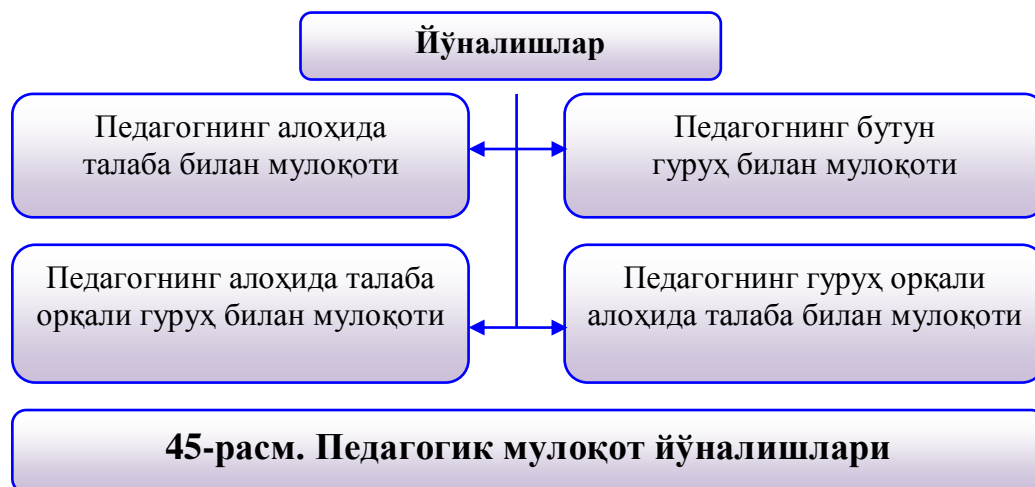 Йўналишлар
Педагогнинг алоҳида
талаба билан мулоқоти
Педагогнинг бутун
гуруҳ билан мулоқоти
Педагогнинг алоҳида талаба
орқали гуруҳ билан мулоқоти
Педагогнинг гуруҳ орқали
алоҳида талаба билан мулоқоти
45-расм. Педагогик мулоқот йўналишлари